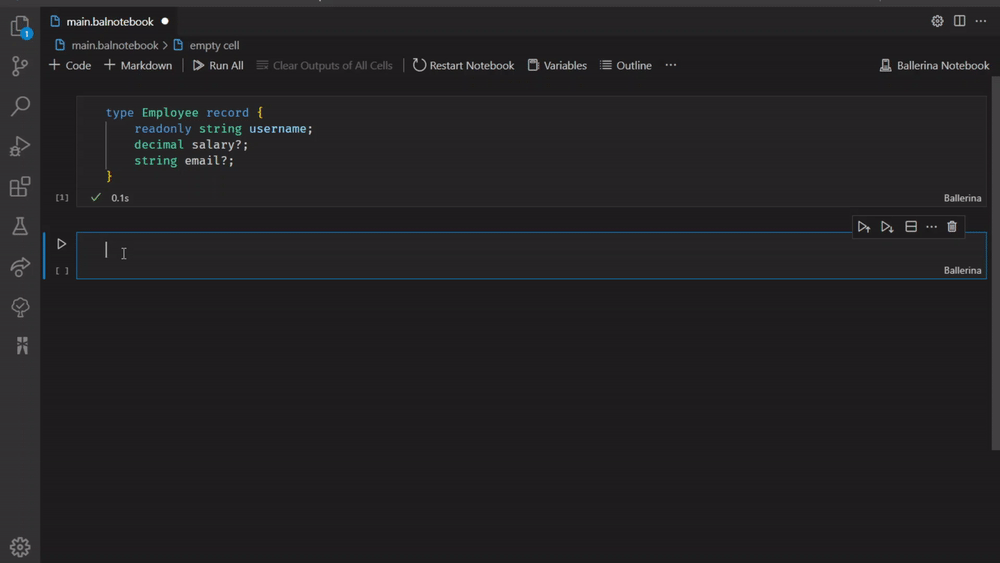 main.balnotebook
main.balnotebook > empty cell
+ Code + Markdown Run All Clear Outputs of All Cells Restart Notebook Variables Outline ... Ballerina Notebook
type Employee record {
readonly string username;
decimal salary?;
string email?;
}
[1] 0.1s Ballerina
[ ] Ballerina
1